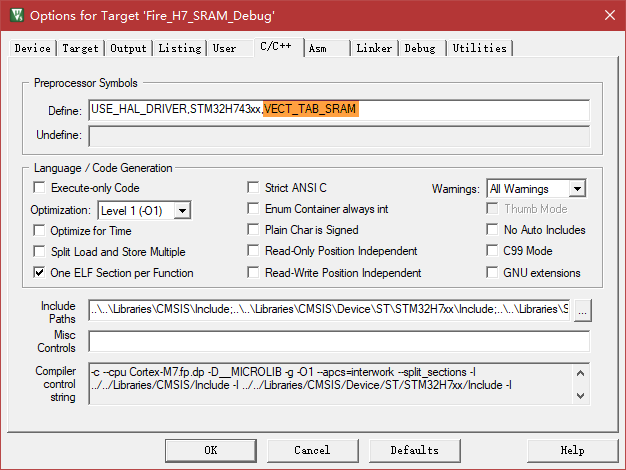 Options for Target 'Fire_H7_SRAM_Debug'
Device Target Output Listing User C/C++ Asm Linker Debug Utilities
Preprocessor Symbols
Define: USE_HAL_DRIVER,STM32H743xx,VECT_TAB_SRAM
Undefine:
Language / Code Generation
Execute-only Code Strict ANSI C Warnings: All Warnings
Optimization: Level 1 (-O1) Enum Container always int Thumb Mode
Optimize for Time Plain Char is Signed No Auto Includes
Split Load and Store Multiple Read-Only Position Independent C99 Mode
One ELF Section per Function Read-Write Position Independent GNU extensions
Include Paths ..\..\Libraries\CMSIS\Include;..\..\Libraries\CMSIS\Device\ST\STM32H7xx\Include;..\..\Libraries\S ...
Misc Controls
Compiler control string -c --cpu Cortex-M7.fp.dp -D__MICROLIB -g -O1 --apcs=interwork --split_sections -I
../../Libraries/CMSIS/Include -I ../../Libraries/CMSIS/Device/ST/STM32H7xx/Include -I
OK Cancel Defaults Help